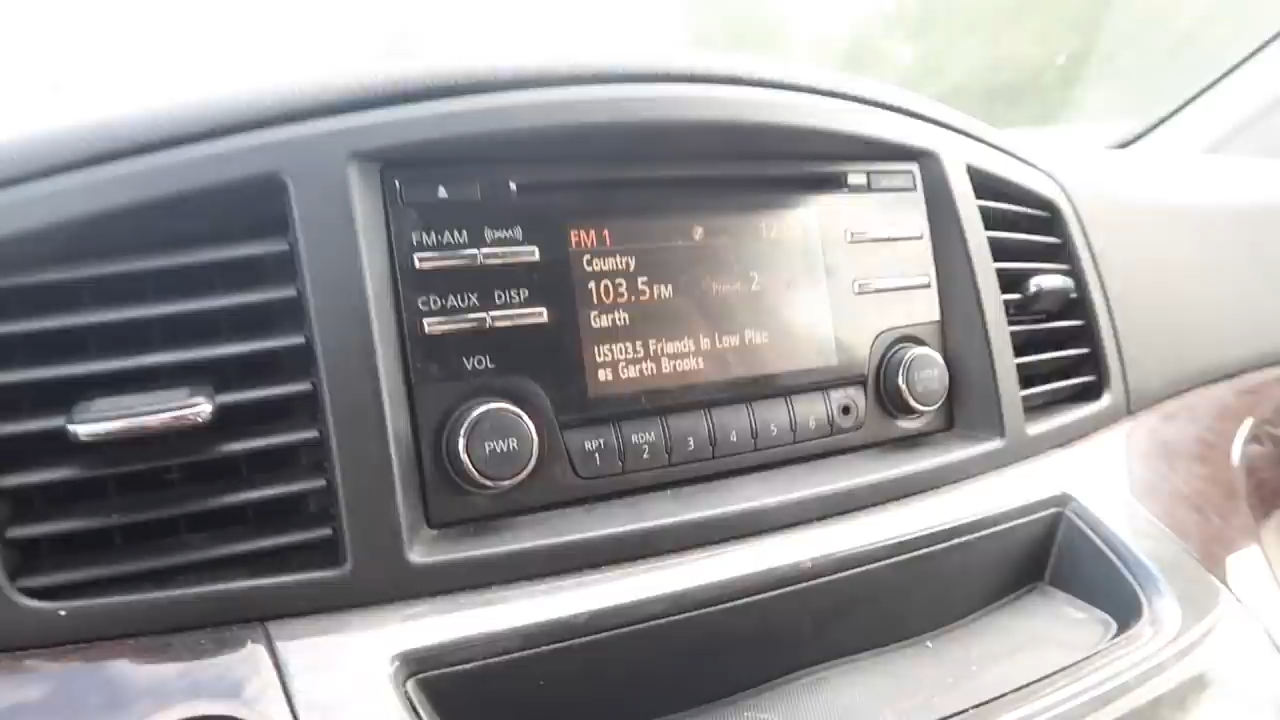 FM·AM
((XM))
FM 1
Country
CD·AUX DISP
103.5 FM
Preset 2
Garth
VOL
US103.5 Friends in Low Plac
es Garth Brooks
PWR
RPT
1
RDM
2
3
4
5
6